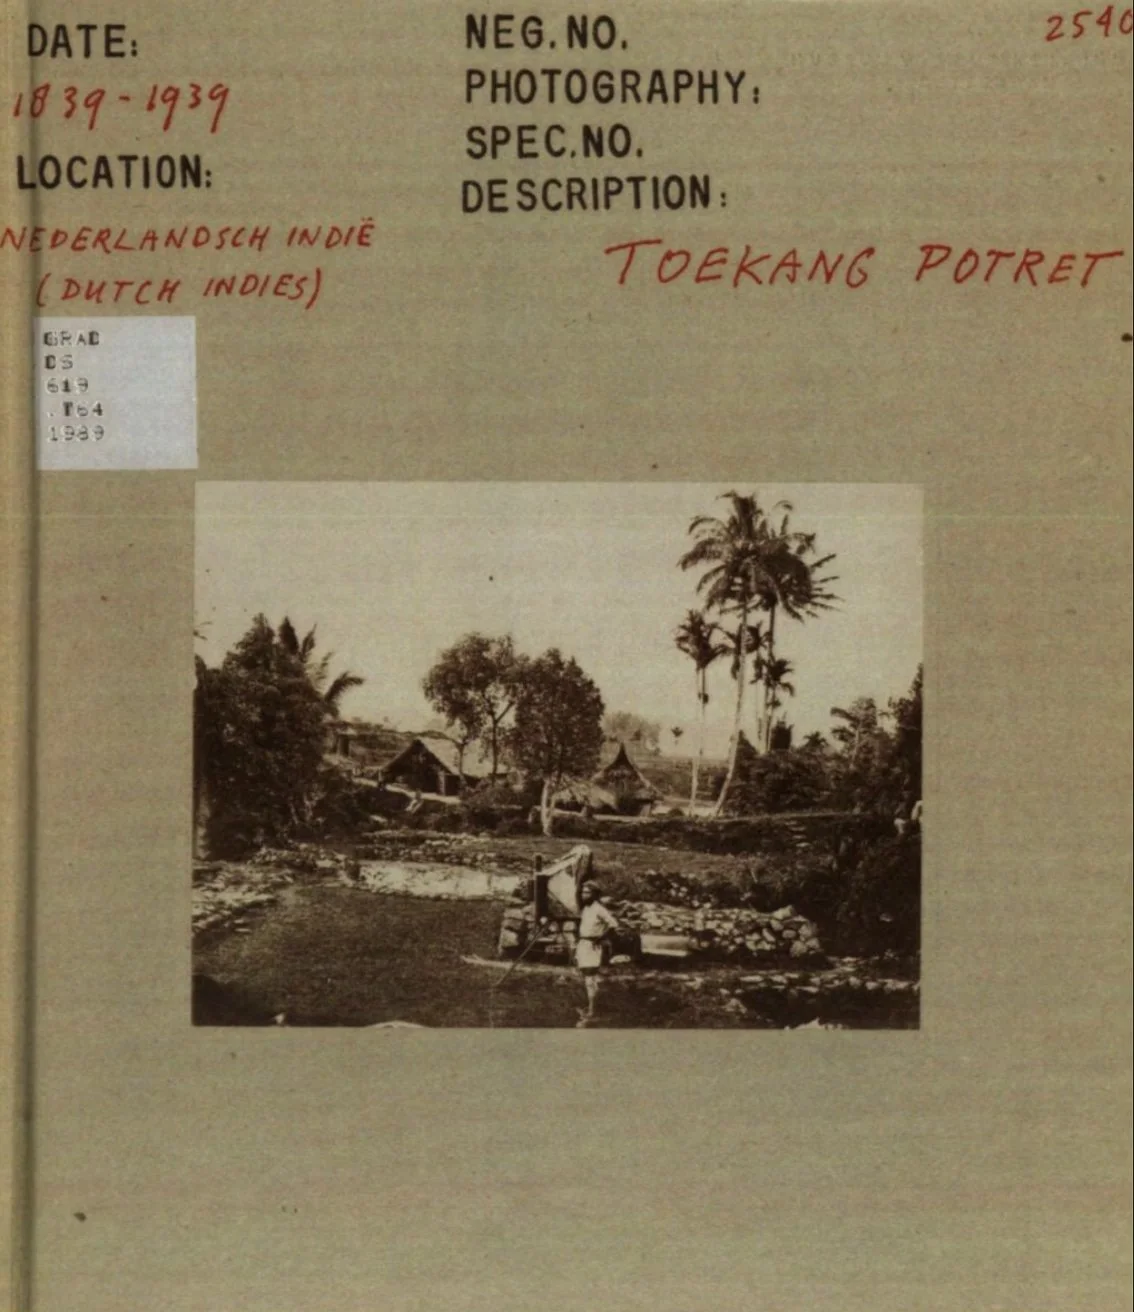 DATE:
1839-1939
LOCATION:
NEDERLANDSCH INDIË
(DUTCH INDIES)
NEG.NO.
2540
PHOTOGRAPHY:
SPEC.NO.
DESCRIPTION:
TOEKANG POTRET
GRAD
DS
619
.T64
1989